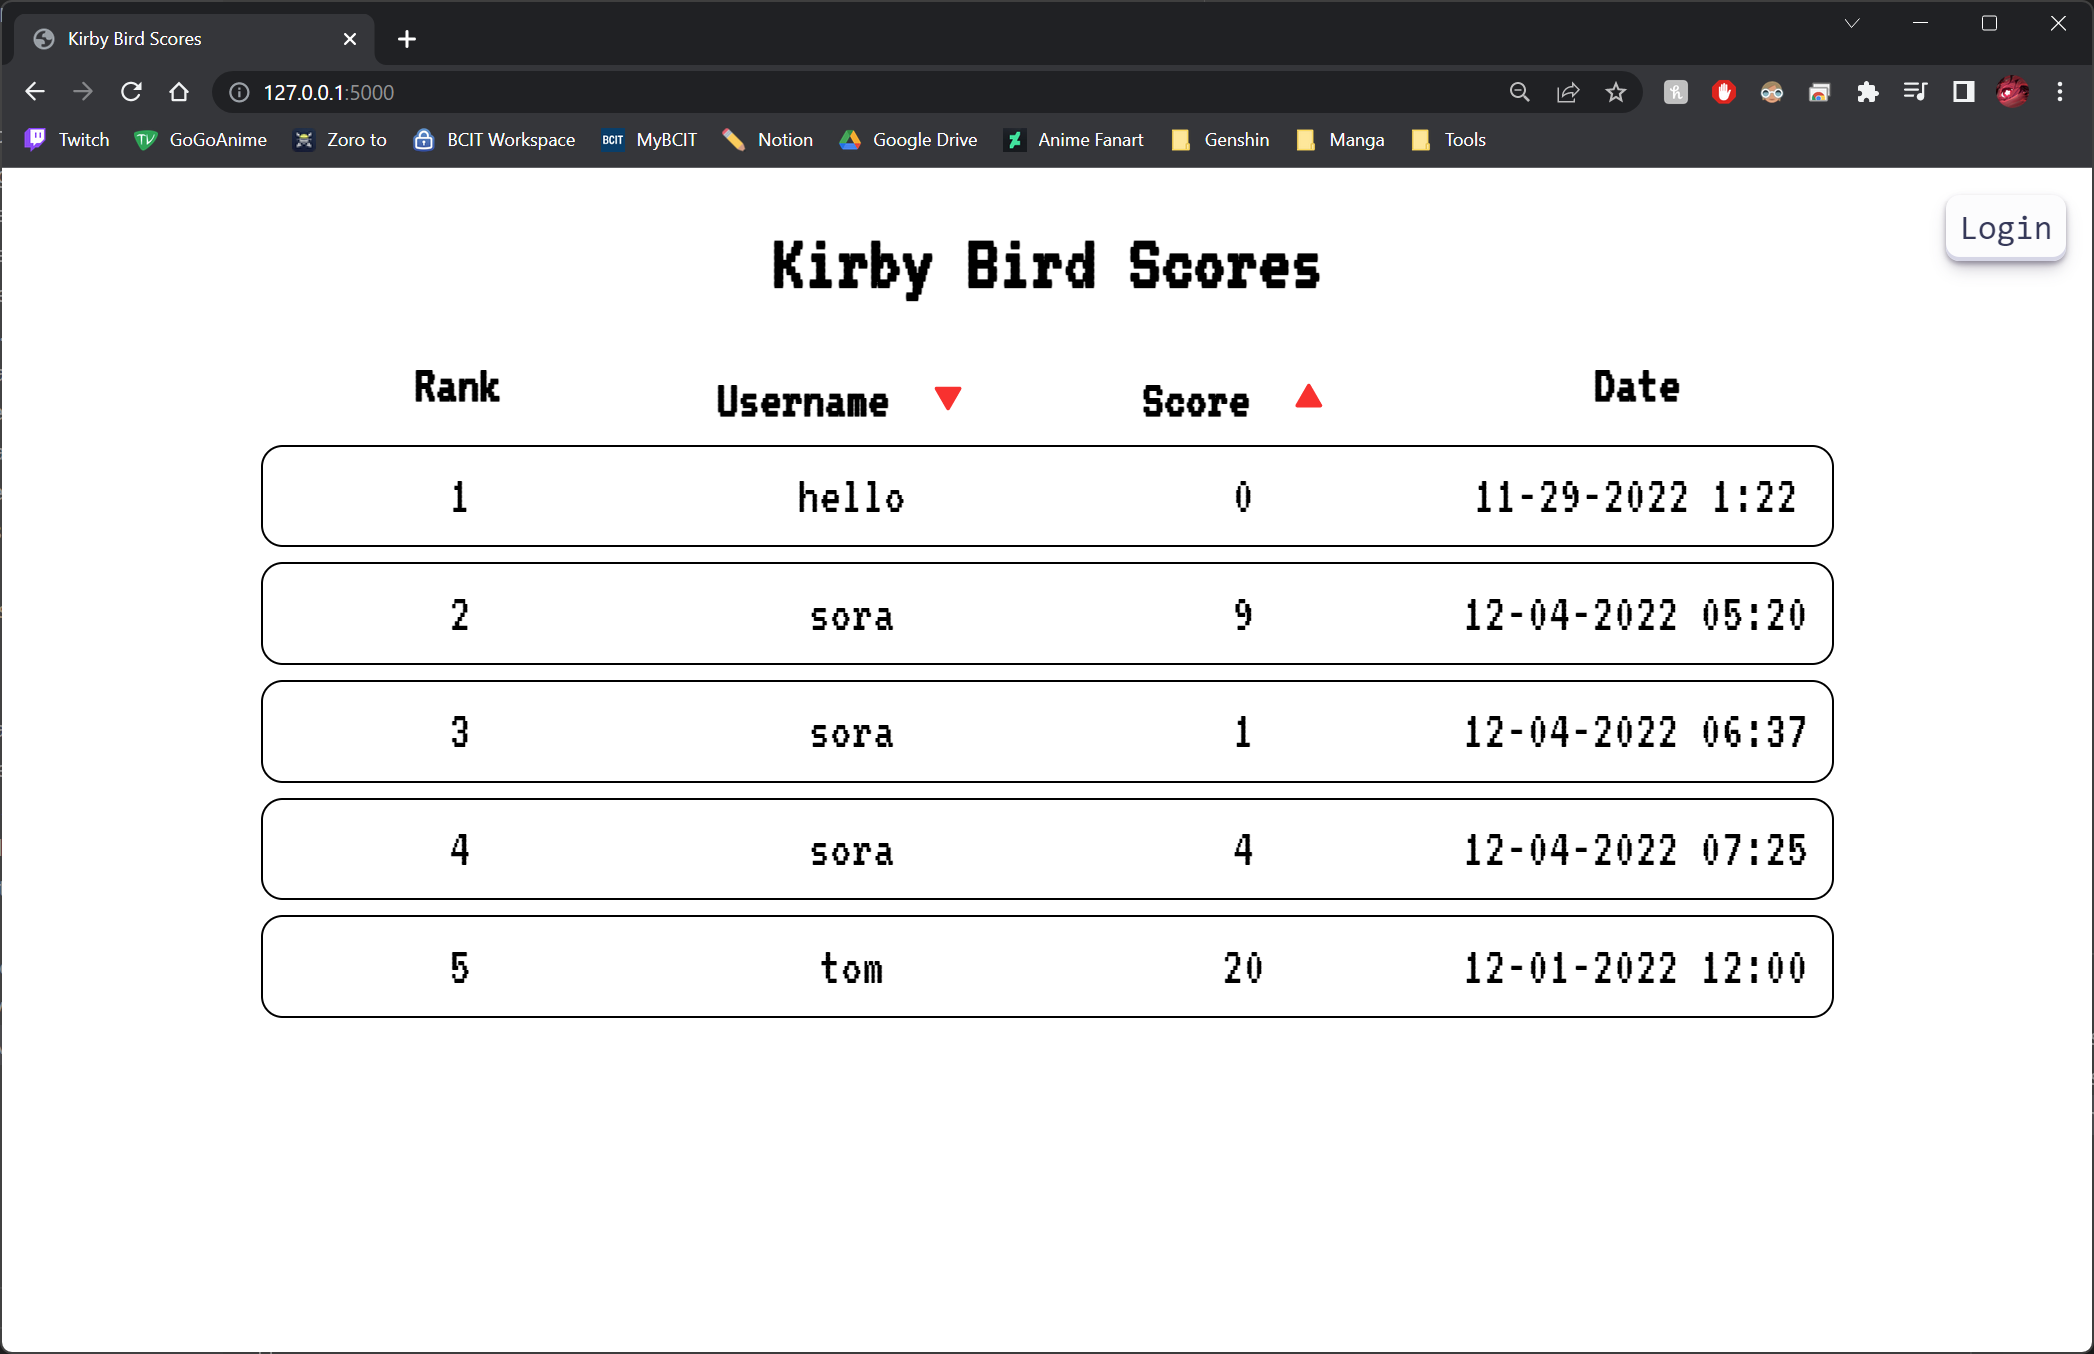 Kirby Bird Scores
127.0.0.1:5000
Twitch GoGoAnime Zoro to BCIT Workspace BCIT MyBCIT Notion Google Drive Anime Fanart Genshin Manga Tools
Login
Kirby Bird Scores
Rank Username Score Date
1 hello 0 11-29-2022 1:22
2 sora 9 12-04-2022 05:20
3 sora 1 12-04-2022 06:37
4 sora 4 12-04-2022 07:25
5 tom 20 12-01-2022 12:00